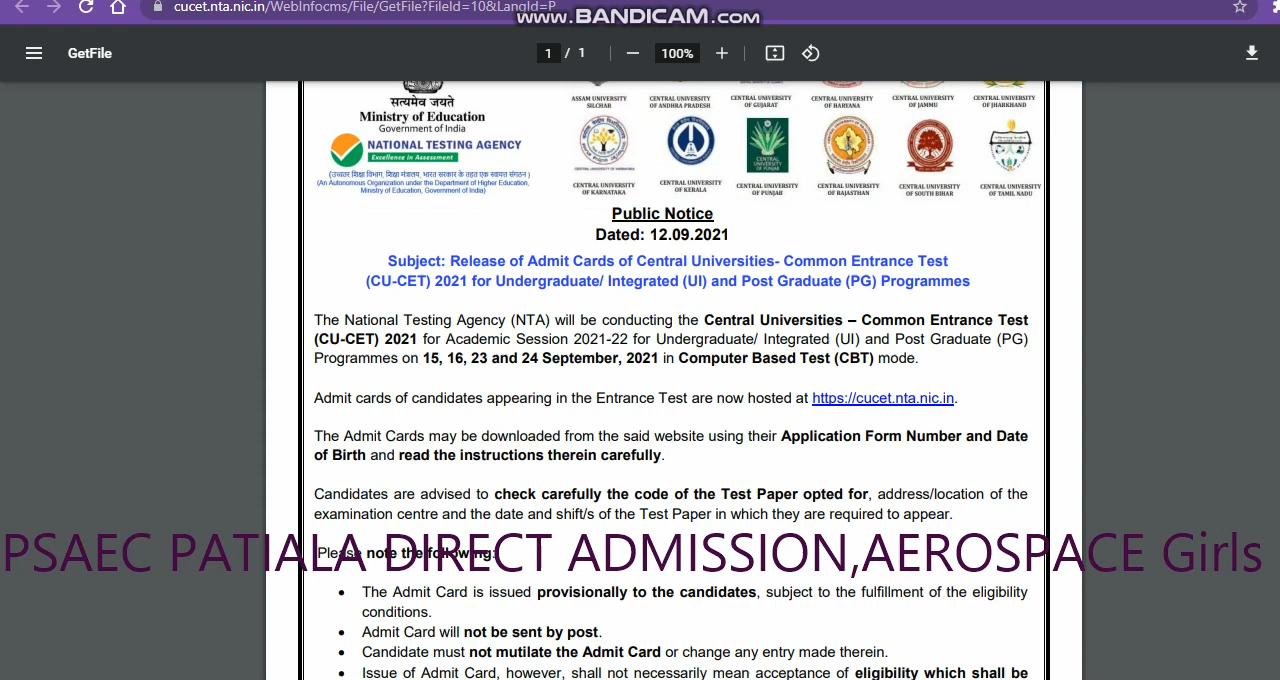 cucet.nta.nic.in/WebInfocms/File/GetFile?FileId=10&LangId=P
www.BANDICAM.com
GetFile
1 / 1
100%
सत्यमेव जयते
Ministry of Education
Government of India
NATIONAL TESTING AGENCY
Excellence in Assessment
(उच्चतर शिक्षा विभाग, शिक्षा मंत्रालय, भारत सरकार के तहत एक स्वायत्त संगठन )
(An Autonomous Organization under the Department of Higher Education,
Ministry of Education, Government of India)
ASSAM UNIVERSITY
SILCHAR
CENTRAL UNIVERSITY
OF ANDHRA PRADESH
CENTRAL UNIVERSITY
OF GUJARAT
CENTRAL UNIVERSITY
OF HARYANA
CENTRAL UNIVERSITY
OF JAMMU
CENTRAL UNIVERSITY
OF JHARKHAND
CENTRAL
UNIVERSITY
OF PUNJAB
CENTRAL UNIVERSITY
OF KARNATAKA
CENTRAL UNIVERSITY
OF KERALA
CENTRAL UNIVERSITY
OF PUNJAB
CENTRAL UNIVERSITY
OF RAJASTHAN
CENTRAL UNIVERSITY
OF SOUTH BIHAR
CENTRAL UNIVERSITY
OF TAMIL NADU
Public Notice
Dated: 12.09.2021
Subject: Release of Admit Cards of Central Universities- Common Entrance Test
(CU-CET) 2021 for Undergraduate/ Integrated (UI) and Post Graduate (PG) Programmes
The National Testing Agency (NTA) will be conducting the Central Universities – Common Entrance Test
(CU-CET) 2021 for Academic Session 2021-22 for Undergraduate/ Integrated (UI) and Post Graduate (PG)
Programmes on 15, 16, 23 and 24 September, 2021 in Computer Based Test (CBT) mode.
Admit cards of candidates appearing in the Entrance Test are now hosted at https://cucet.nta.nic.in.
The Admit Cards may be downloaded from the said website using their Application Form Number and Date
of Birth and read the instructions therein carefully.
Candidates are advised to check carefully the code of the Test Paper opted for, address/location of the
examination centre and the date and shift/s of the Test Paper in which they are required to appear.
Please note the following:
PSAEC PATIALA DIRECT ADMISSION,AEROSPACE Girls
• The Admit Card is issued provisionally to the candidates, subject to the fulfillment of the eligibility
conditions.
• Admit Card will not be sent by post.
• Candidate must not mutilate the Admit Card or change any entry made therein.
• Issue of Admit Card, however, shall not necessarily mean acceptance of eligibility which shall be